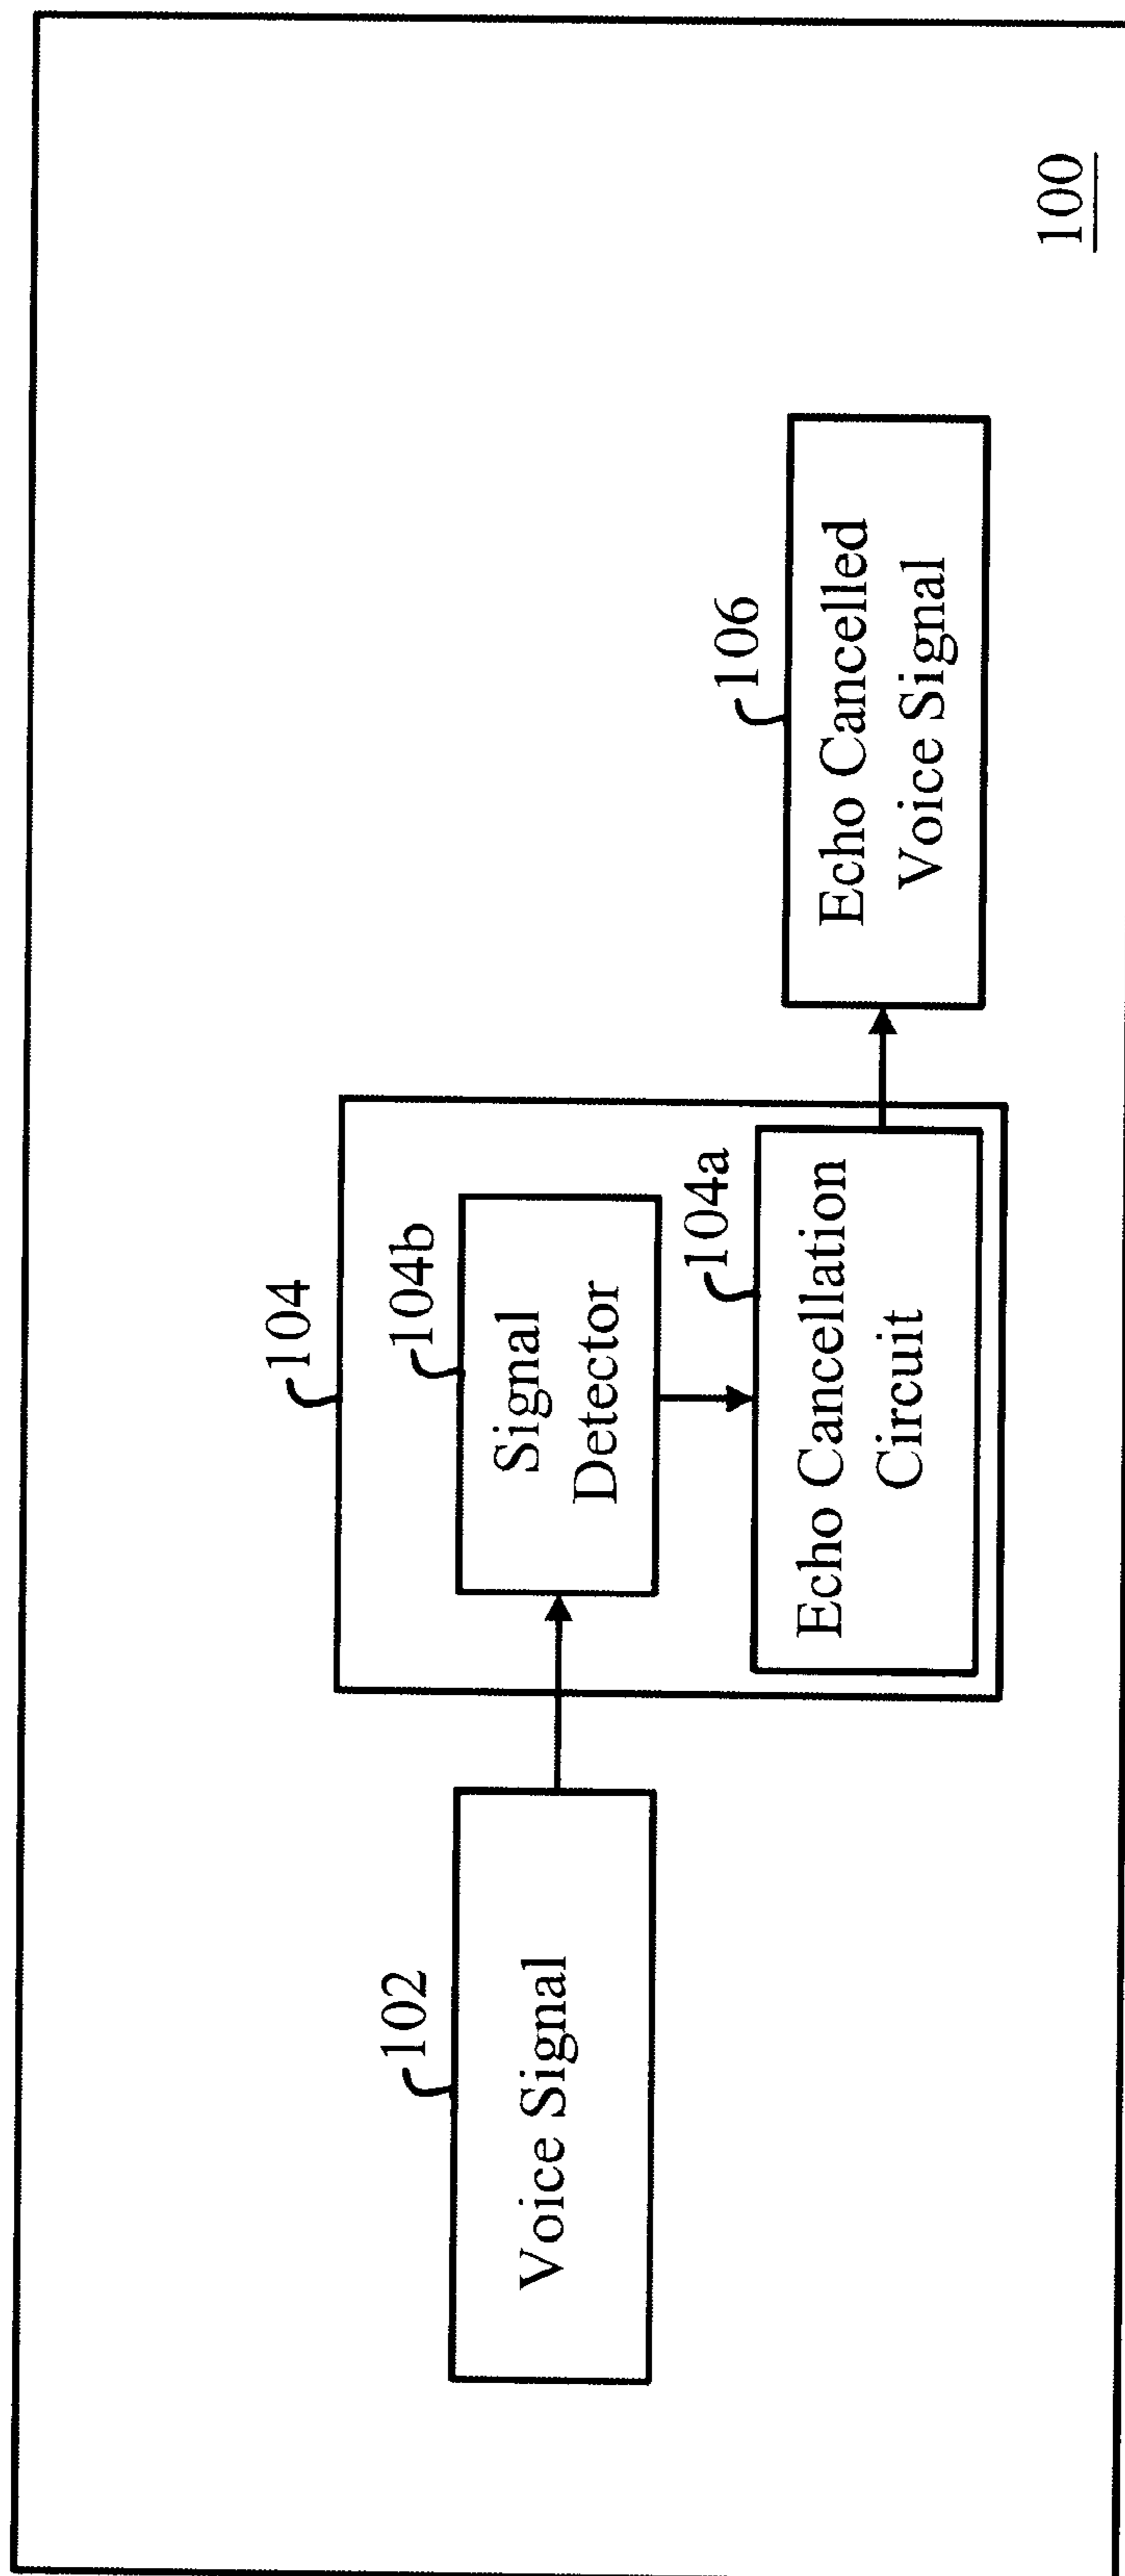 102
Voice Signal
104
104b
Signal
Detector
104a
Echo Cancellation
Circuit
106
Echo Cancelled
Voice Signal
100